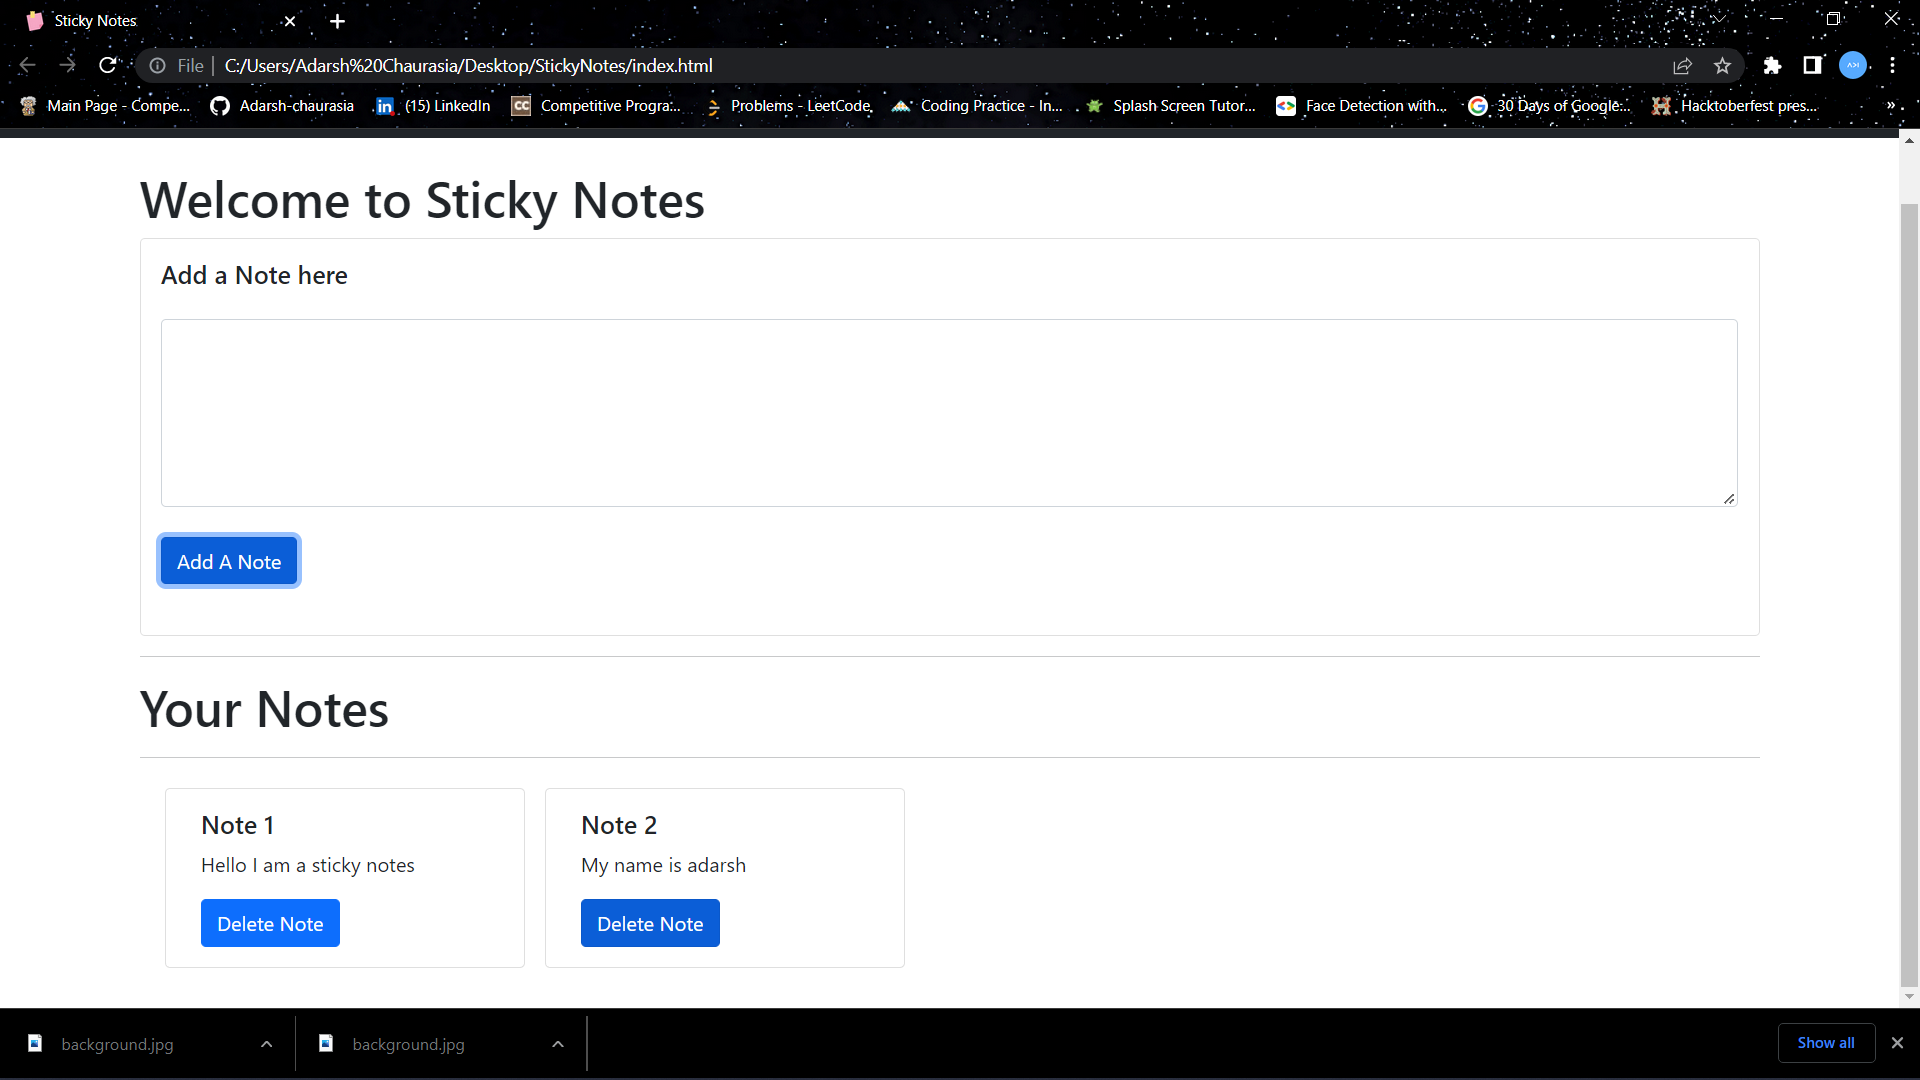 Sticky Notes
File | C:/Users/Adarsh%20Chaurasia/Desktop/StickyNotes/index.html
Main Page - Compe... Adarsh-chaurasia (15) LinkedIn CC Competitive Progra... Problems - LeetCode Coding Practice - In... Splash Screen Tutor... Face Detection with... 30 Days of Google... Hacktoberfest pres... »
Welcome to Sticky Notes
Add a Note here
Add A Note
Your Notes
Note 1
Hello I am a sticky notes
Delete Note
Note 2
My name is adarsh
Delete Note
background.jpg background.jpg Show all